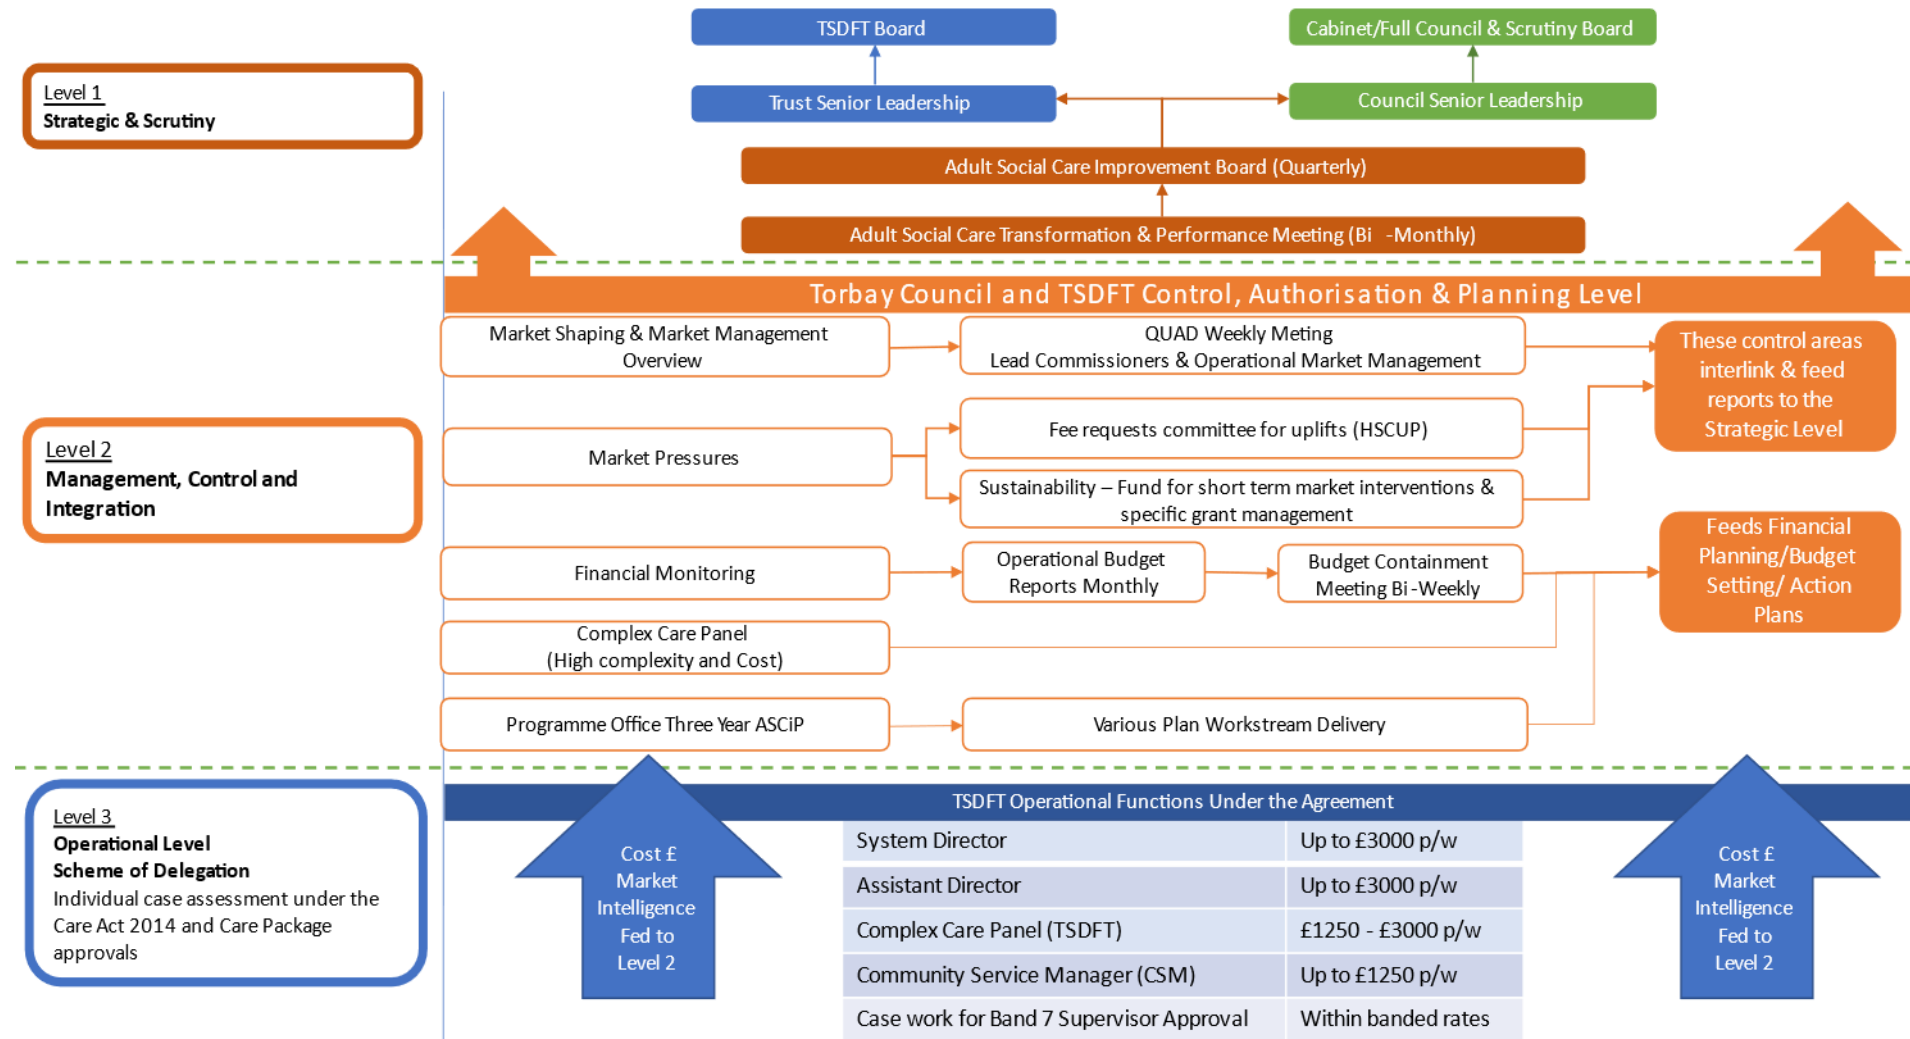 TSDFT Board
Cabinet/Full Council & Scrutiny Board
Level 1
Strategic & Scrutiny
Trust Senior Leadership
Council Senior Leadership
Adult Social Care Improvement Board (Quarterly)
Adult Social Care Transformation & Performance Meeting (Bi -Monthly)
Torbay Council and TSDFT Control, Authorisation & Planning Level
Level 2
Management, Control and
Integration
Market Shaping & Market Management
Overview
QUAD Weekly Meting
Lead Commissioners & Operational Market Management
These control areas
interlink & feed
reports to the
Strategic Level
Market Pressures
Fee requests committee for uplifts (HSCUP)
Sustainability – Fund for short term market interventions &
specific grant management
Financial Monitoring
Operational Budget
Reports Monthly
Budget Containment
Meeting Bi-Weekly
Feeds Financial
Planning/Budget
Setting/ Action
Plans
Complex Care Panel
(High complexity and Cost)
Programme Office Three Year ASCiP
Various Plan Workstream Delivery
Level 3
Operational Level
Scheme of Delegation
Individual case assessment under the
Care Act 2014 and Care Package
approvals
TSDFT Operational Functions Under the Agreement
Cost £
Market
Intelligence
Fed to
Level 2
System Director Up to £3000 p/w
Assistant Director Up to £3000 p/w
Complex Care Panel (TSDFT) £1250 - £3000 p/w
Community Service Manager (CSM) Up to £1250 p/w
Case work for Band 7 Supervisor Approval Within banded rates
Cost £
Market
Intelligence
Fed to
Level 2